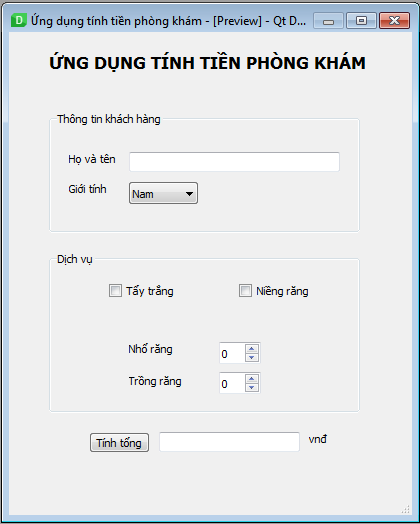 Ứng dụng tính tiền phòng khám - [Preview] - Qt D...
ỨNG DỤNG TÍNH TIỀN PHÒNG KHÁM
Thông tin khách hàng
Họ và tên
Giới tính Nam
Dịch vụ
Tẩy trắng Niềng răng
Nhổ răng 0
Trồng răng 0
Tính tổng vnđ